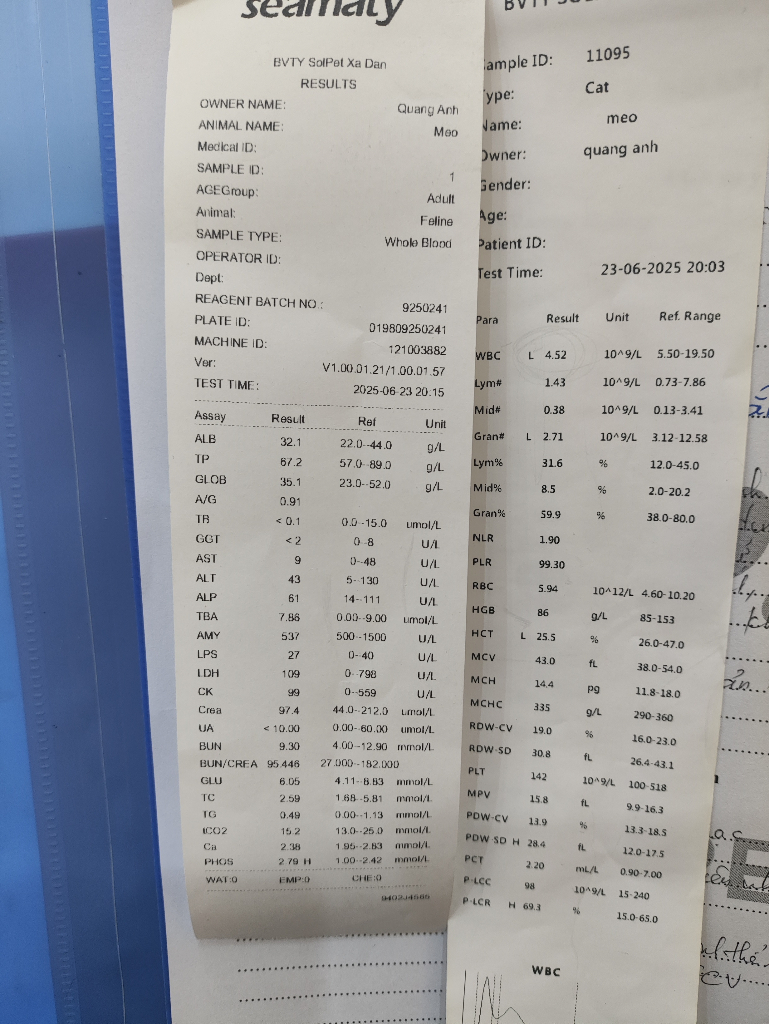 seamaty
BVTY SolPet Xa Dan
RESULTS
OWNER NAME: Quang Anh
ANIMAL NAME: Meo
Medical ID:
SAMPLE ID: 1
AGEGroup: Adult
Animal: Feline
SAMPLE TYPE: Whole Blood
OPERATOR ID:
Dept:
REAGENT BATCH NO.: 9250241
PLATE ID: 019809250241
MACHINE ID: 121003882
Ver: V1.00.01.21/1.00.01.57
TEST TIME: 2025-06-23 20:15
Assay Result Ref Unit
ALB 32.1 22.0--44.0 g/L
TP 67.2 57.0--89.0 g/L
GLOB 35.1 23.0--52.0 g/L
A/G 0.91
TB < 0.1 0.0--15.0 umol/L
GGT < 2 0--8 U/L
AST 9 0--48 U/L
ALT 43 5--130 U/L
ALP 61 14--111 U/L
TBA 7.86 0.00--9.00 umol/L
AMY 537 500--1500 U/L
LPS 27 0--40 U/L
LDH 109 0--798 U/L
CK 99 0--559 U/L
Crea 97.4 44.0--212.0 umol/L
UA < 10.00 0.00--60.00 umol/L
BUN 9.30 4.00--12.90 mmol/L
BUN/CREA 95.446 27.000--182.000
GLU 6.05 4.11--8.83 mmol/L
TC 2.59 1.68--5.81 mmol/L
TG 0.49 0.00--1.13 mmol/L
tCO2 15.2 13.0--25.0 mmol/L
Ca 2.38 1.95--2.83 mmol/L
PHOS 2.79 H 1.00--2.42 mmol/L
WAT:0 EMP:0 CHE:0
BVTY
ample ID: 11095
ype: Cat
Name: meo
Owner: quang anh
Gender:
Age:
Patient ID:
Test Time: 23-06-2025 20:03
Para Result Unit Ref. Range
WBC L 4.52 10^9/L 5.50-19.50
Lym# 1.43 10^9/L 0.73-7.86
Mid# 0.38 10^9/L 0.13-3.41
Gran# L 2.71 10^9/L 3.12-12.58
Lym% 31.6 % 12.0-45.0
Mid% 8.5 % 2.0-20.2
Gran% 59.9 % 38.0-80.0
NLR 1.90
PLR 99.30
RBC 5.94 10^12/L 4.60-10.20
HGB 86 g/L 85-153
HCT L 25.5 % 26.0-47.0
MCV 43.0 fL 38.0-54.0
MCH 14.4 pg 11.8-18.0
MCHC 335 g/L 290-360
RDW-CV 19.0 % 16.0-23.0
RDW-SD 30.8 fL 26.4-43.1
PLT 142 10^9/L 100-518
MPV 15.8 fL 9.9-16.3
PDW-CV 13.9 % 13.3-18.5
PDW SD H 28.4 fL 12.0-17.5
PCT 2.20 mL/L 0.90-7.00
P-LCC 98 10^9/L 15-240
P-LCR H 69.3 % 15.0-65.0
WBC